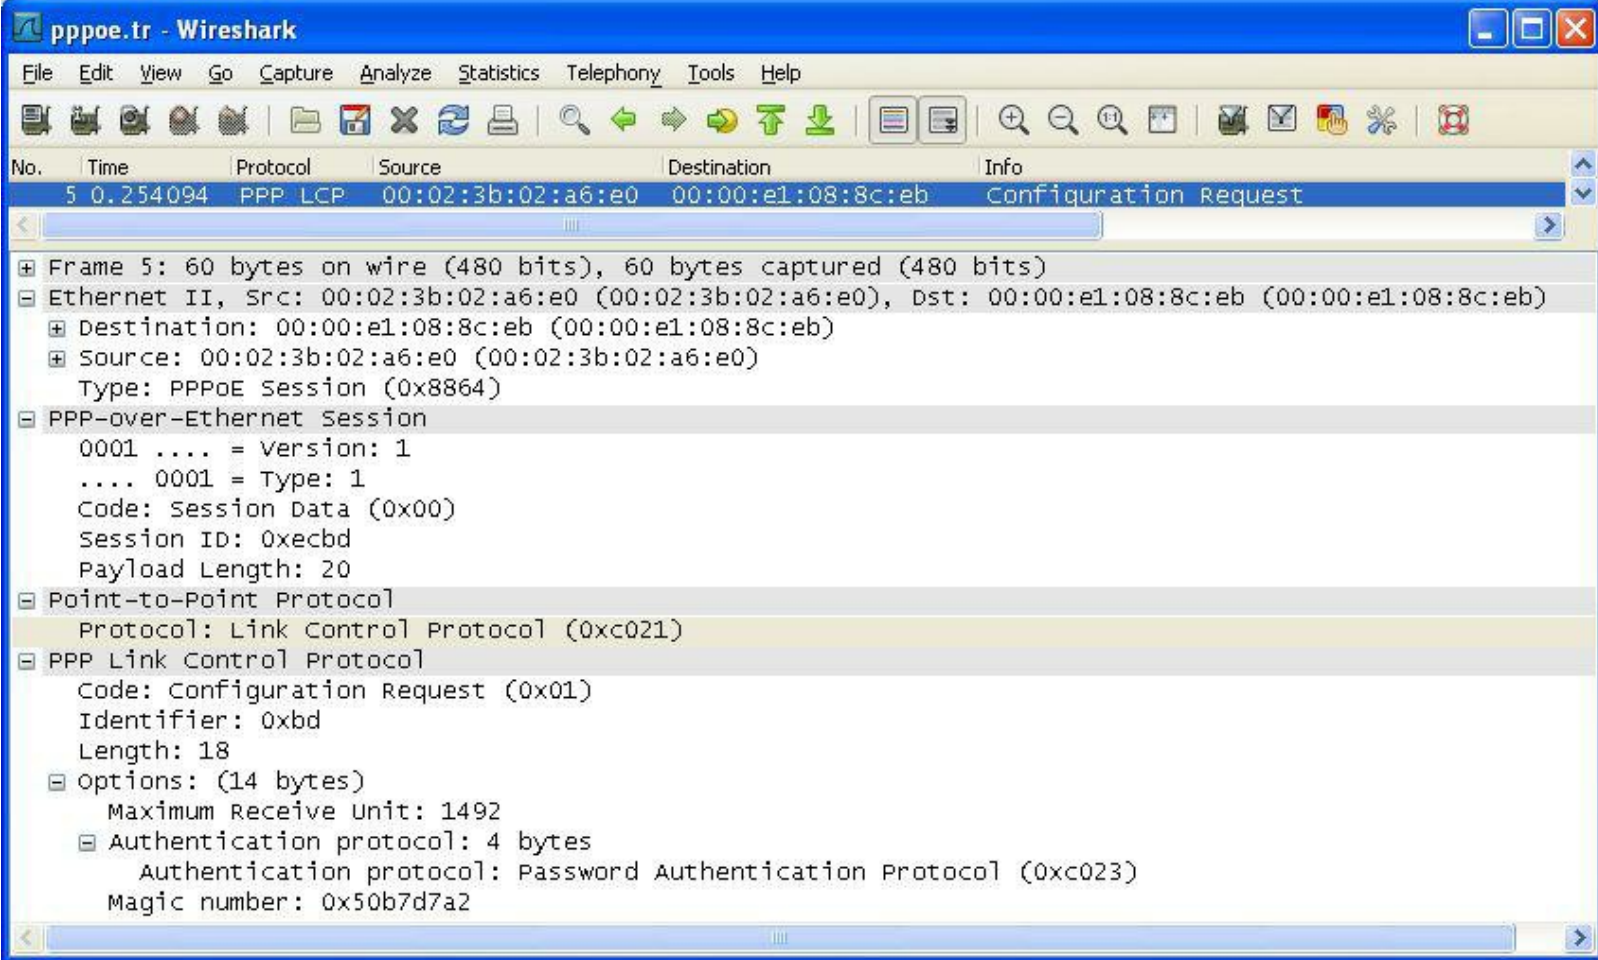 pppoe.tr - Wireshark
File Edit View Go Capture Analyze Statistics Telephony Tools Help
No. Time Protocol Source Destination Info
5 0.254094 PPP LCP 00:02:3b:02:a6:e0 00:00:e1:08:8c:eb Configuration Request
Frame 5: 60 bytes on wire (480 bits), 60 bytes captured (480 bits)
Ethernet II, Src: 00:02:3b:02:a6:e0 (00:02:3b:02:a6:e0), Dst: 00:00:e1:08:8c:eb (00:00:e1:08:8c:eb)
Destination: 00:00:e1:08:8c:eb (00:00:e1:08:8c:eb)
Source: 00:02:3b:02:a6:e0 (00:02:3b:02:a6:e0)
Type: PPPoE Session (0x8864)
PPP-over-Ethernet Session
0001 .... = Version: 1
.... 0001 = Type: 1
Code: Session Data (0x00)
Session ID: 0xecbd
Payload Length: 20
Point-to-Point Protocol
Protocol: Link Control Protocol (0xc021)
PPP Link Control Protocol
Code: Configuration Request (0x01)
Identifier: 0xbd
Length: 18
Options: (14 bytes)
Maximum Receive Unit: 1492
Authentication protocol: 4 bytes
Authentication protocol: Password Authentication Protocol (0xc023)
Magic number: 0x50b7d7a2